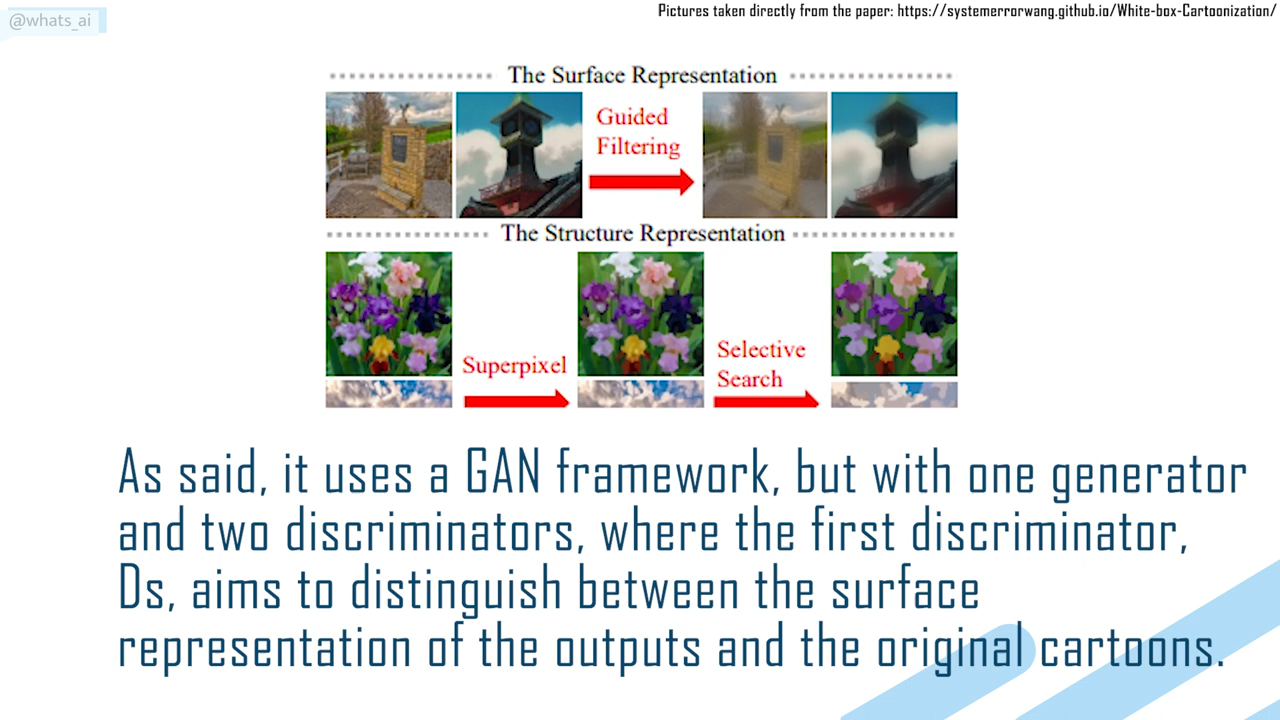 @whats_ai
Pictures taken directly from the paper: https://systemerrorwang.github.io/White-box-Cartoonization/
The Surface Representation
Guided
Filtering
The Structure Representation
Superpixel
Selective
Search
As said, it uses a GAN framework, but with one generator
and two discriminators, where the first discriminator,
Ds, aims to distinguish between the surface
representation of the outputs and the original cartoons.